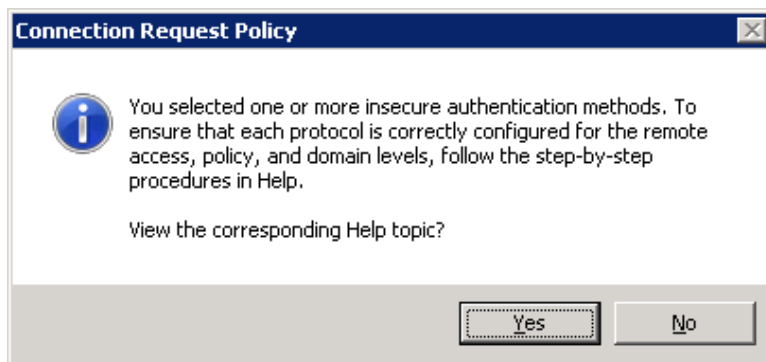 Connection Request Policy
You selected one or more insecure authentication methods. To
ensure that each protocol is correctly configured for the remote
access, policy, and domain levels, follow the step-by-step
procedures in Help.
View the corresponding Help topic?
Yes
No